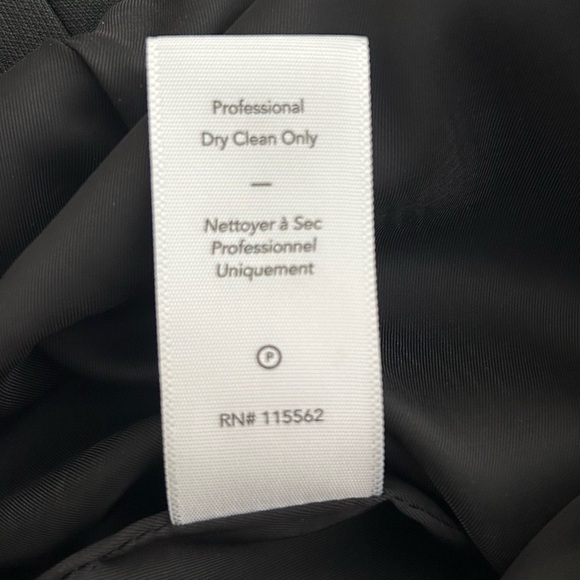 Professional
Dry Clean Only
—
Nettoyer à Sec
Professionnel
Uniquement
P
RN# 115562